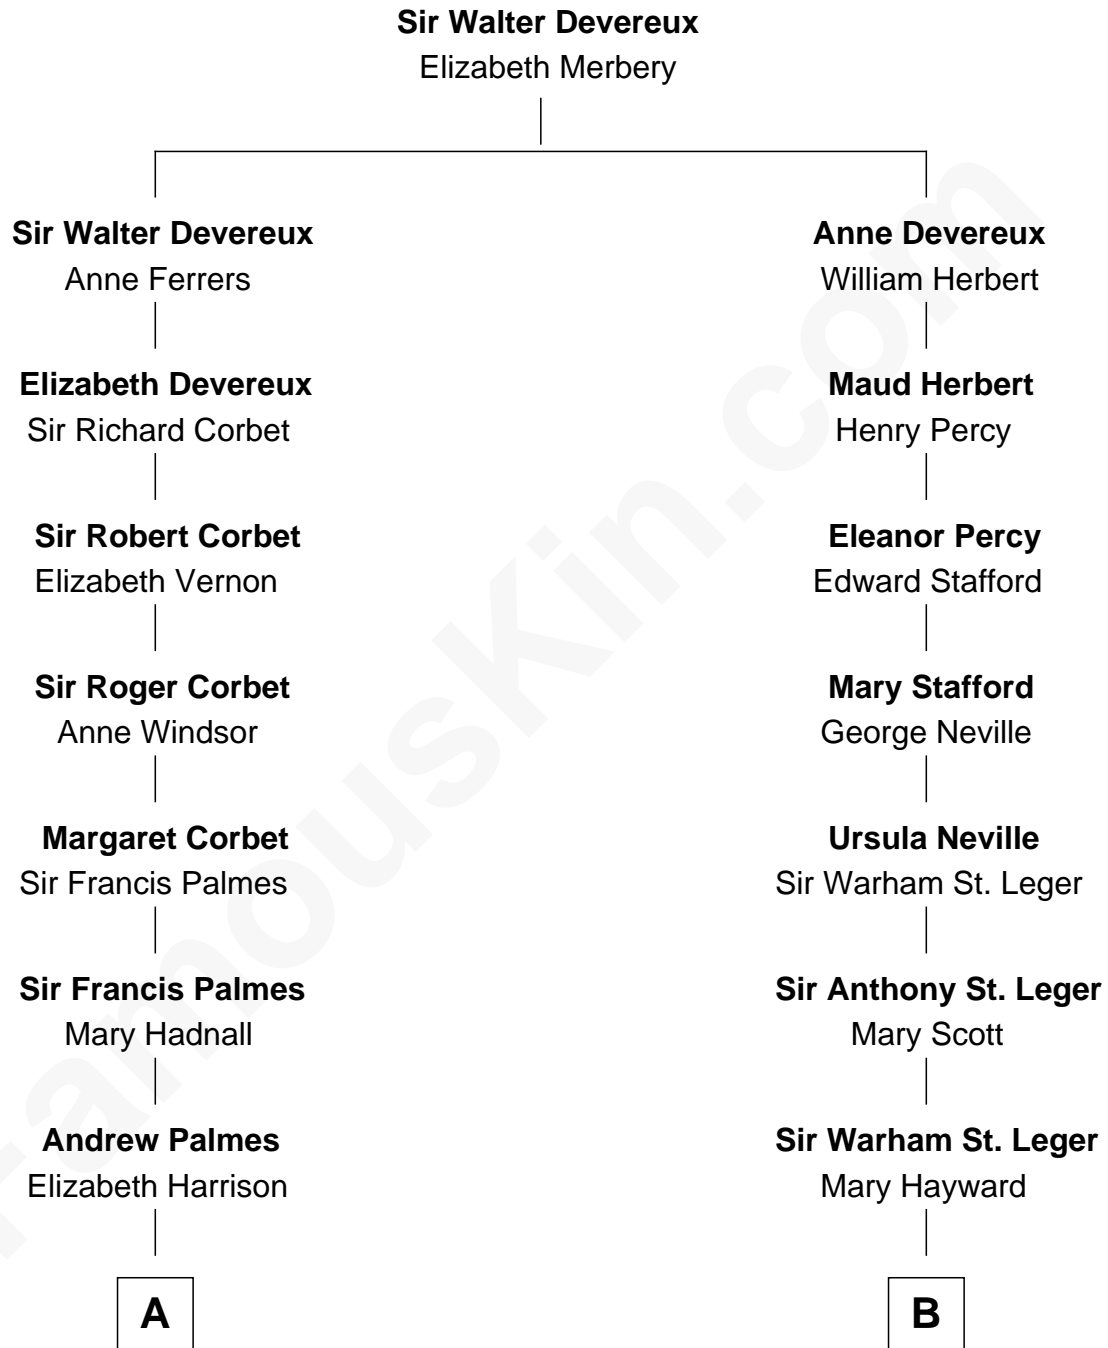 Sir Walter Devereux
Elizabeth Merbery
Sir Walter Devereux
Anne Ferrers
Anne Devereux
William Herbert
Elizabeth Devereux
Sir Richard Corbet
Maud Herbert
Henry Percy
Sir Robert Corbet
Elizabeth Vernon
Eleanor Percy
Edward Stafford
Sir Roger Corbet
Anne Windsor
Mary Stafford
George Neville
Margaret Corbet
Sir Francis Palmes
Ursula Neville
Sir Warham St. Leger
Sir Francis Palmes
Mary Hadnall
Sir Anthony St. Leger
Mary Scott
Andrew Palmes
Elizabeth Harrison
Sir Warham St. Leger
Mary Hayward
A
B
FamousKin.com